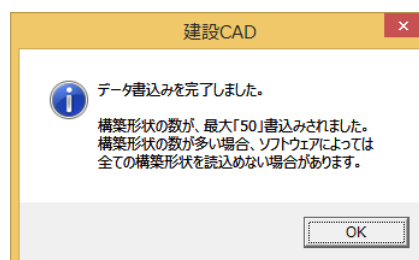 建設CAD
データ書込みを完了しました。
構築形状の数が、最大「50」書込みされました。
構築形状の数が多い場合、ソフトウェアによっては
全ての構築形状を読込めない場合があります。
OK